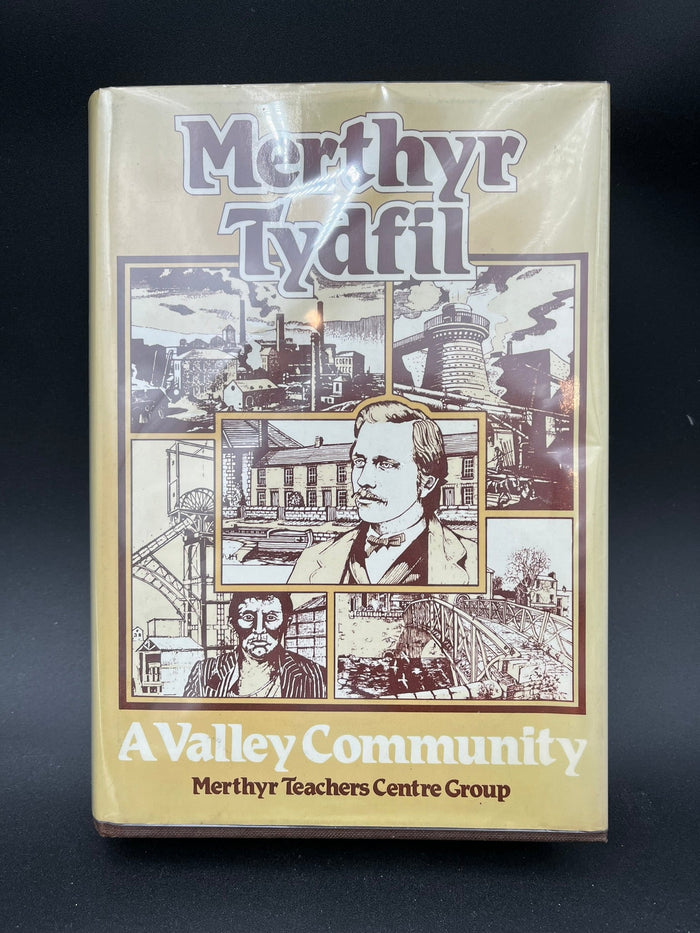 Merthyr
Tydfil
A Valley Community
Merthyr Teachers Centre Group